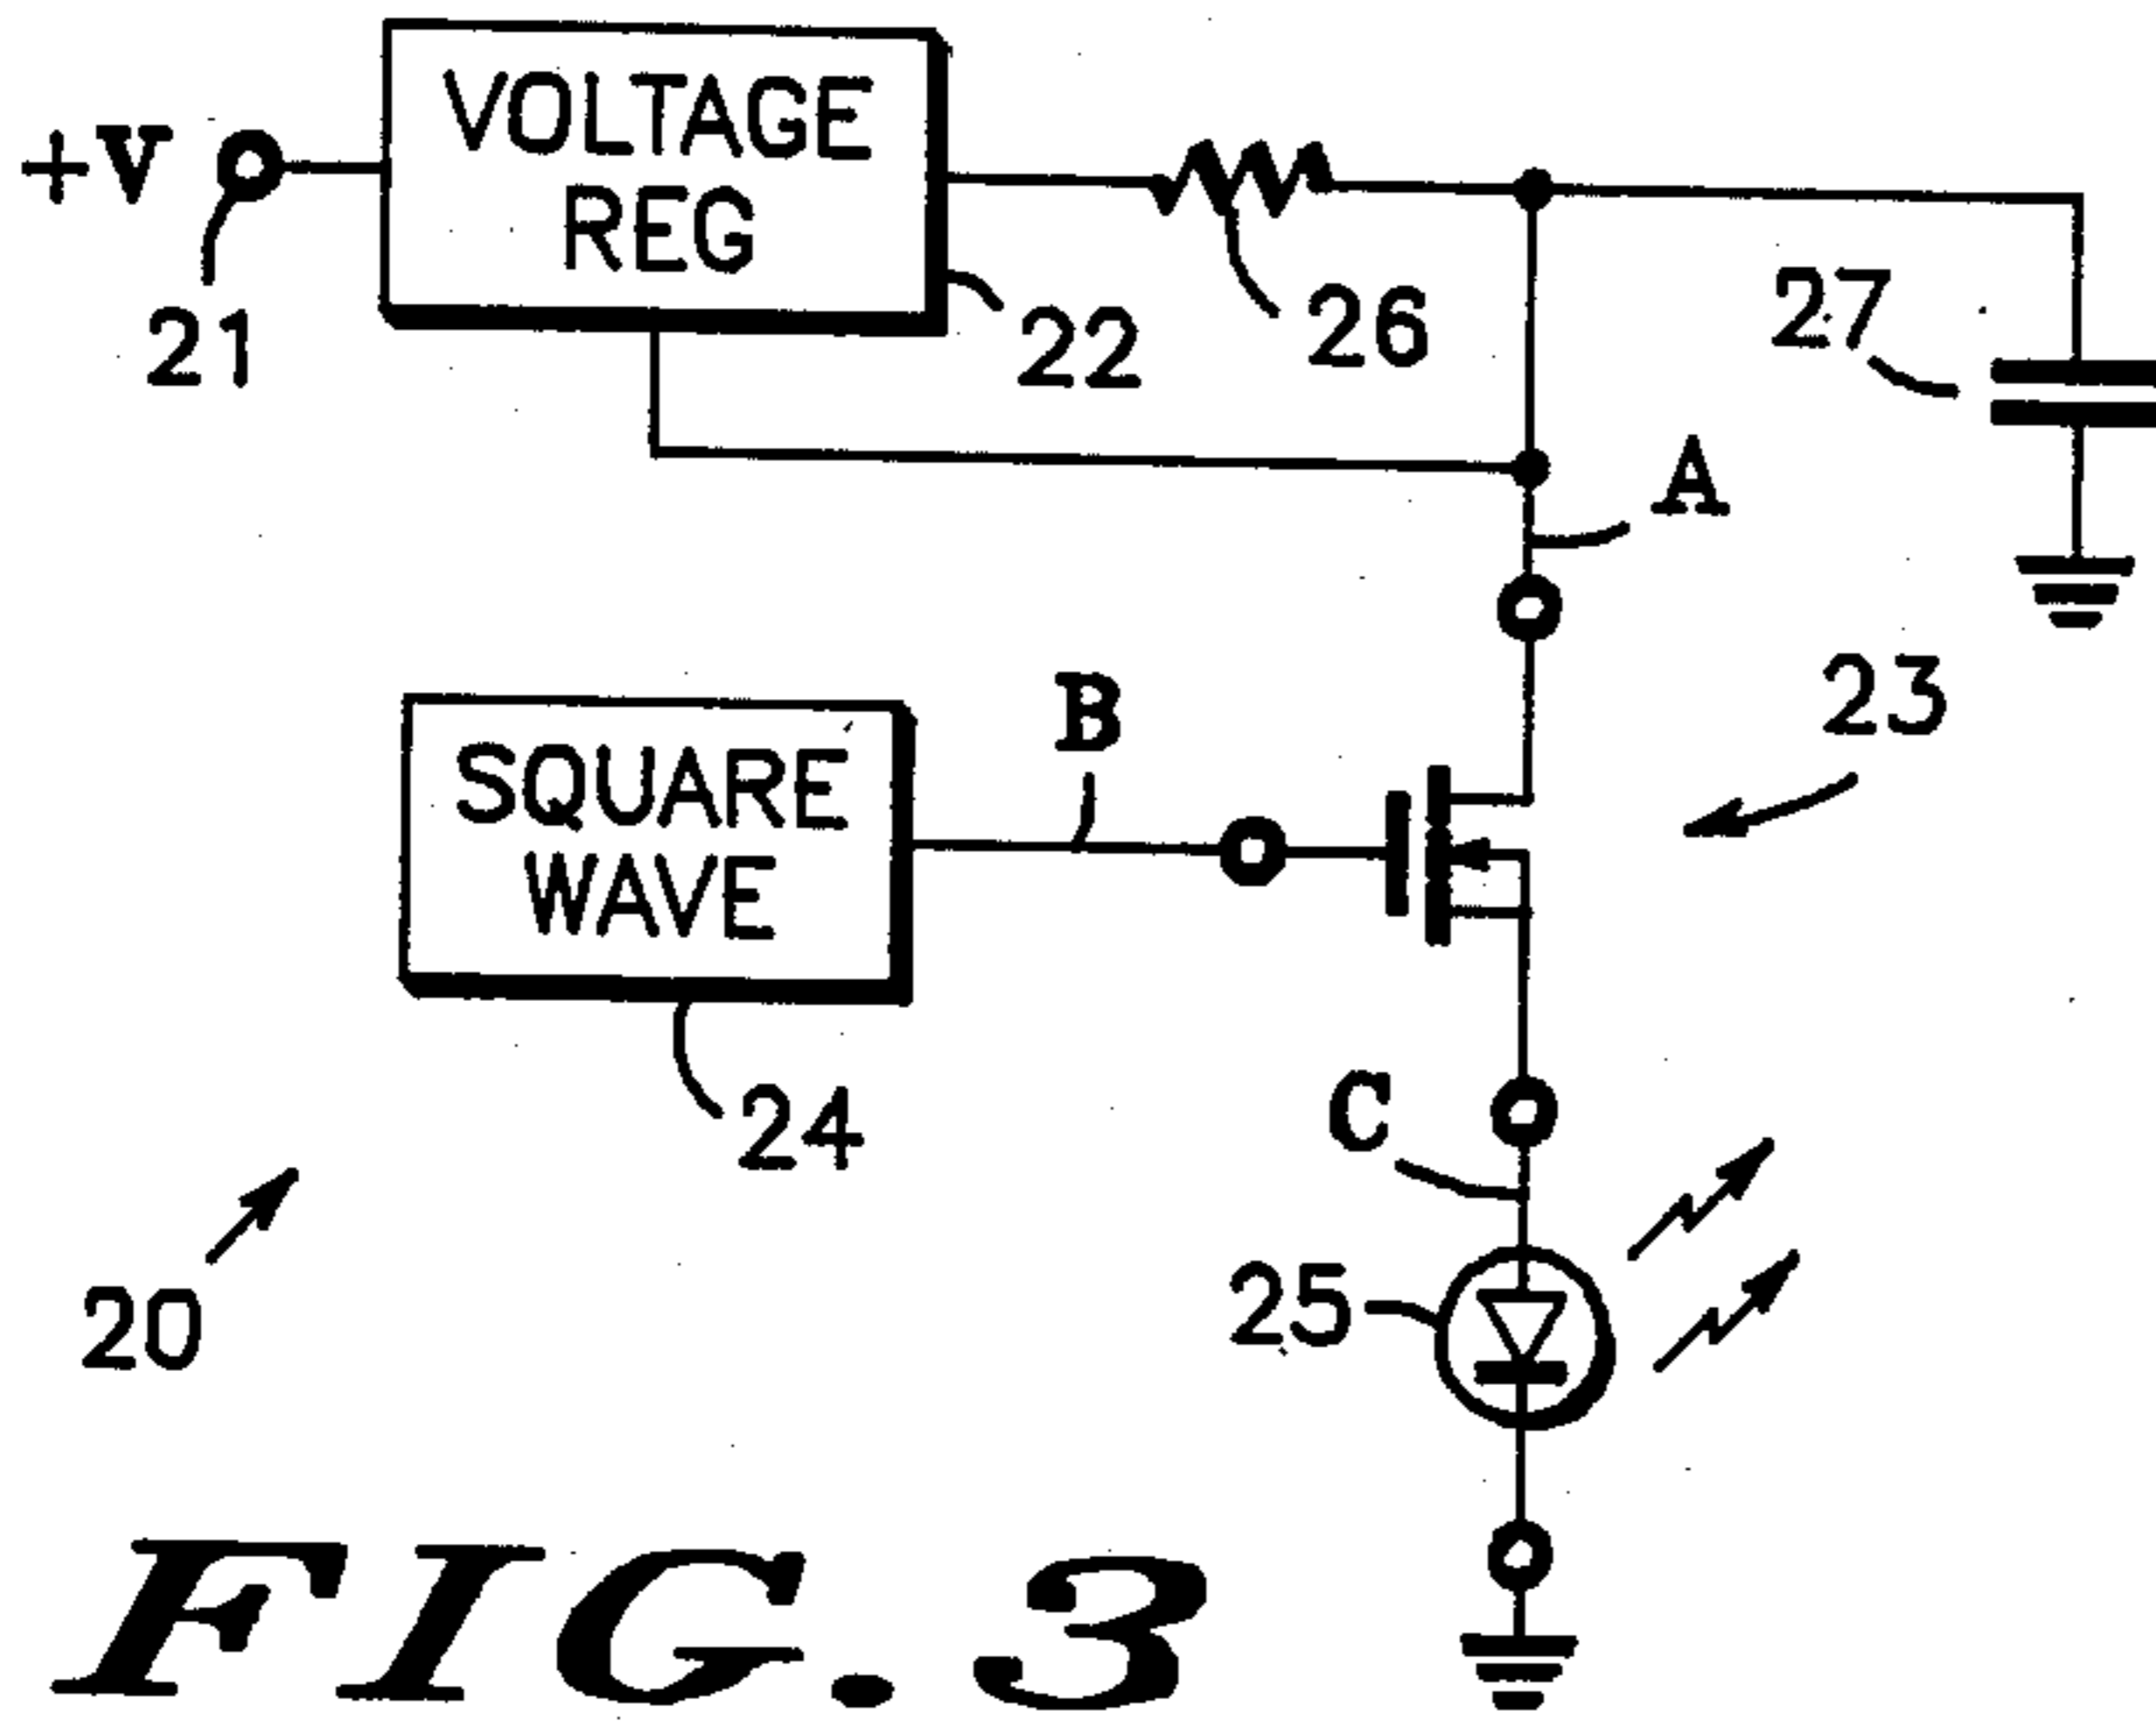 +V
VOLTAGE
REG
21
22
26
27
A
B
23
SQUARE
WAVE
24
C
20
25
FIG. 3